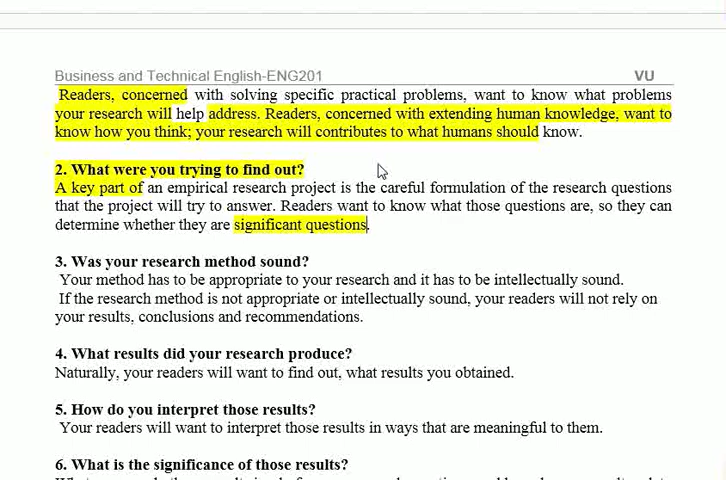 Business and Technical English-ENG201 VU
Readers, concerned with solving specific practical problems, want to know what problems
your research will help address. Readers, concerned with extending human knowledge, want to
know how you think; your research will contributes to what humans should know.
2. What were you trying to find out?
A key part of an empirical research project is the careful formulation of the research questions
that the project will try to answer. Readers want to know what those questions are, so they can
determine whether they are significant questions.
3. Was your research method sound?
Your method has to be appropriate to your research and it has to be intellectually sound.
If the research method is not appropriate or intellectually sound, your readers will not rely on
your results, conclusions and recommendations.
4. What results did your research produce?
Naturally, your readers will want to find out, what results you obtained.
5. How do you interpret those results?
Your readers will want to interpret those results in ways that are meaningful to them.
6. What is the significance of those results?